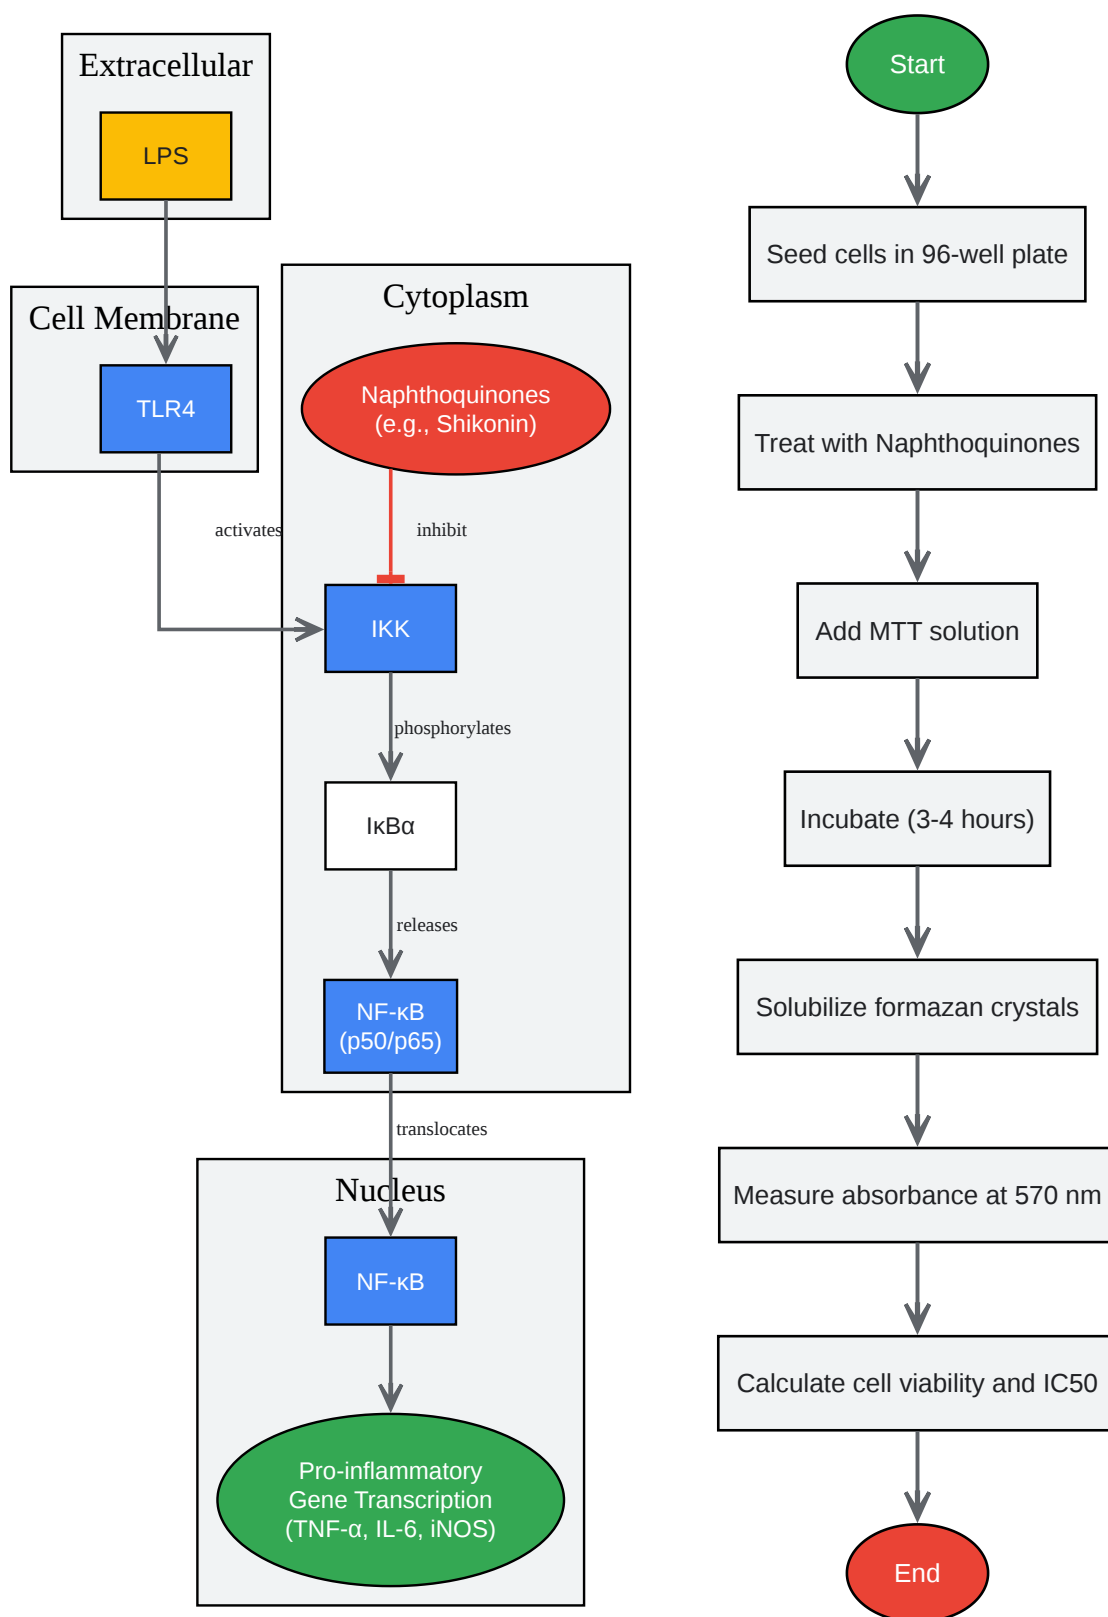 Extracellular
LPS
Cell Membrane
TLR4
activates
Cytoplasm
Naphthoquinones
(e.g., Shikonin)
inhibit
IKK
phosphorylates
IκBα
releases
NF-κB
(p50/p65)
translocates
Nucleus
NF-κB
Pro-inflammatory
Gene Transcription
(TNF-α, IL-6, iNOS)
Start
Seed cells in 96-well plate
Treat with Naphthoquinones
Add MTT solution
Incubate (3-4 hours)
Solubilize formazan crystals
Measure absorbance at 570 nm
Calculate cell viability and IC50
End